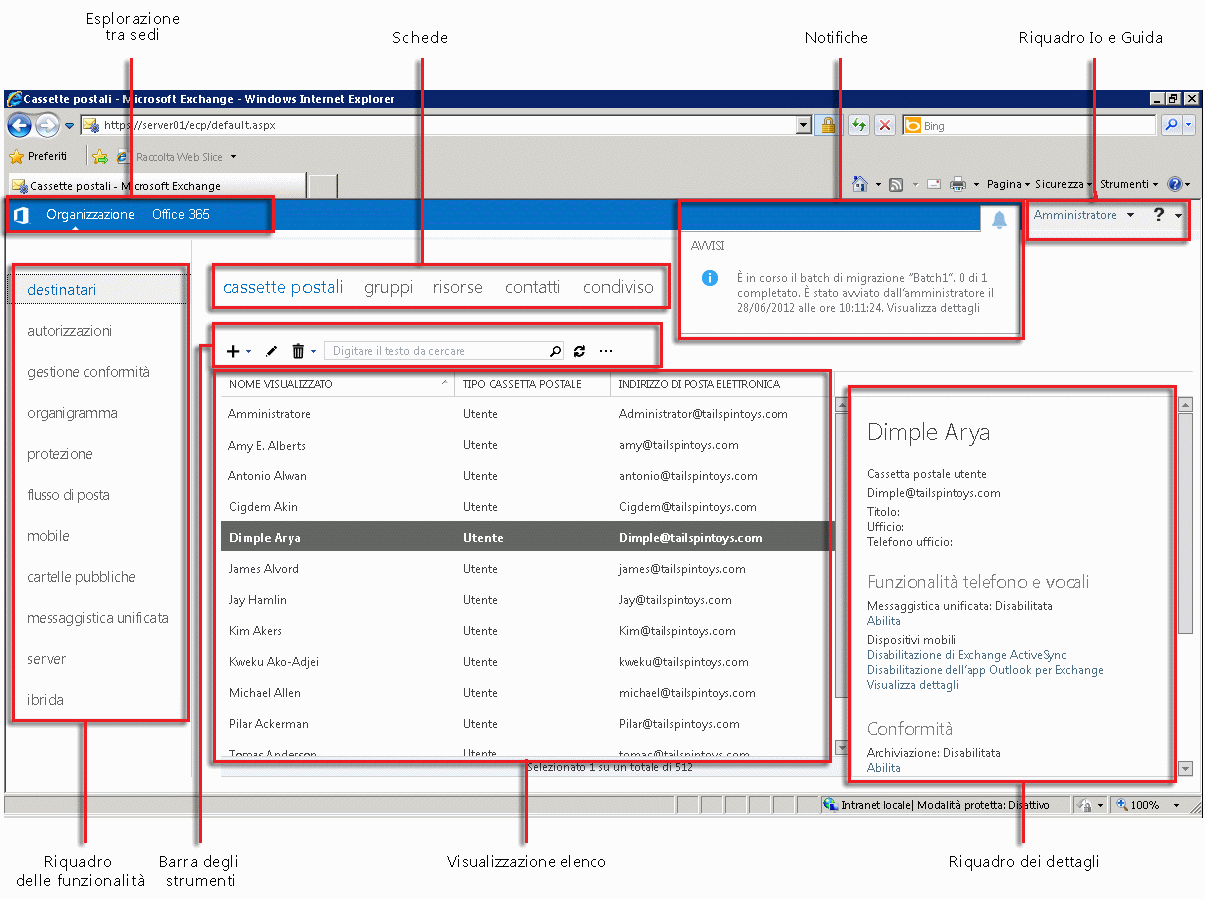 Esplorazione
tra sedi
Schede
Notifiche
Riquadro Io e Guida
Cassette postali - Microsoft Exchange - Windows Internet Explorer
https://server01/ecp/default.aspx
Bing
Preferiti
Raccolta Web Slice
Cassette postali - Microsoft Exchange
Pagina
Sicurezza
Strumenti
Organizzazione
Office 365
Amministratore
?
AVVISI
È in corso il batch di migrazione "Batch1". 0 di 1
completato. È stato avviato dall'amministratore il
28/06/2012 alle ore 10:11:24. Visualizza dettagli
destinatari
autorizzazioni
gestione conformità
organigramma
protezione
flusso di posta
mobile
cartelle pubbliche
messaggistica unificata
server
ibrida
cassette postali
gruppi
risorse
contatti
condiviso
Digitare il testo da cercare
NOME VISUALIZZATO TIPO CASSETTA POSTALE INDIRIZZO DI POSTA ELETTRONICA
Amministratore Utente Administrator@tailspintoys.com
Amy E. Alberts Utente amy@tailspintoys.com
Antonio Alwan Utente antonio@tailspintoys.com
Cigdem Akin Utente Cigdem@tailspintoys.com
Dimple Arya Utente Dimple@tailspintoys.com
James Alvord Utente james@tailspintoys.com
Jay Hamlin Utente Jay@tailspintoys.com
Kim Akers Utente Kim@tailspintoys.com
Kweku Ako-Adjei Utente kweku@tailspintoys.com
Michael Allen Utente michael@tailspintoys.com
Pilar Ackerman Utente Pilar@tailspintoys.com
Tomas Anderson Utente tomac@tailspintoys.com
Selezionato 1 su un totale di 512
Dimple Arya
Cassetta postale utente
Dimple@tailspintoys.com
Titolo:
Ufficio:
Telefono ufficio:
Funzionalità telefono e vocali
Messaggistica unificata: Disabilitata
Abilita
Dispositivi mobili
Disabilitazione di Exchange ActiveSync
Disabilitazione dell'app Outlook per Exchange
Visualizza dettagli
Conformità
Archiviazione: Disabilitata
Abilita
Intranet locale| Modalità protetta: Disattivo
100%
Riquadro
delle funzionalità
Barra degli
strumenti
Visualizzazione elenco
Riquadro dei dettagli